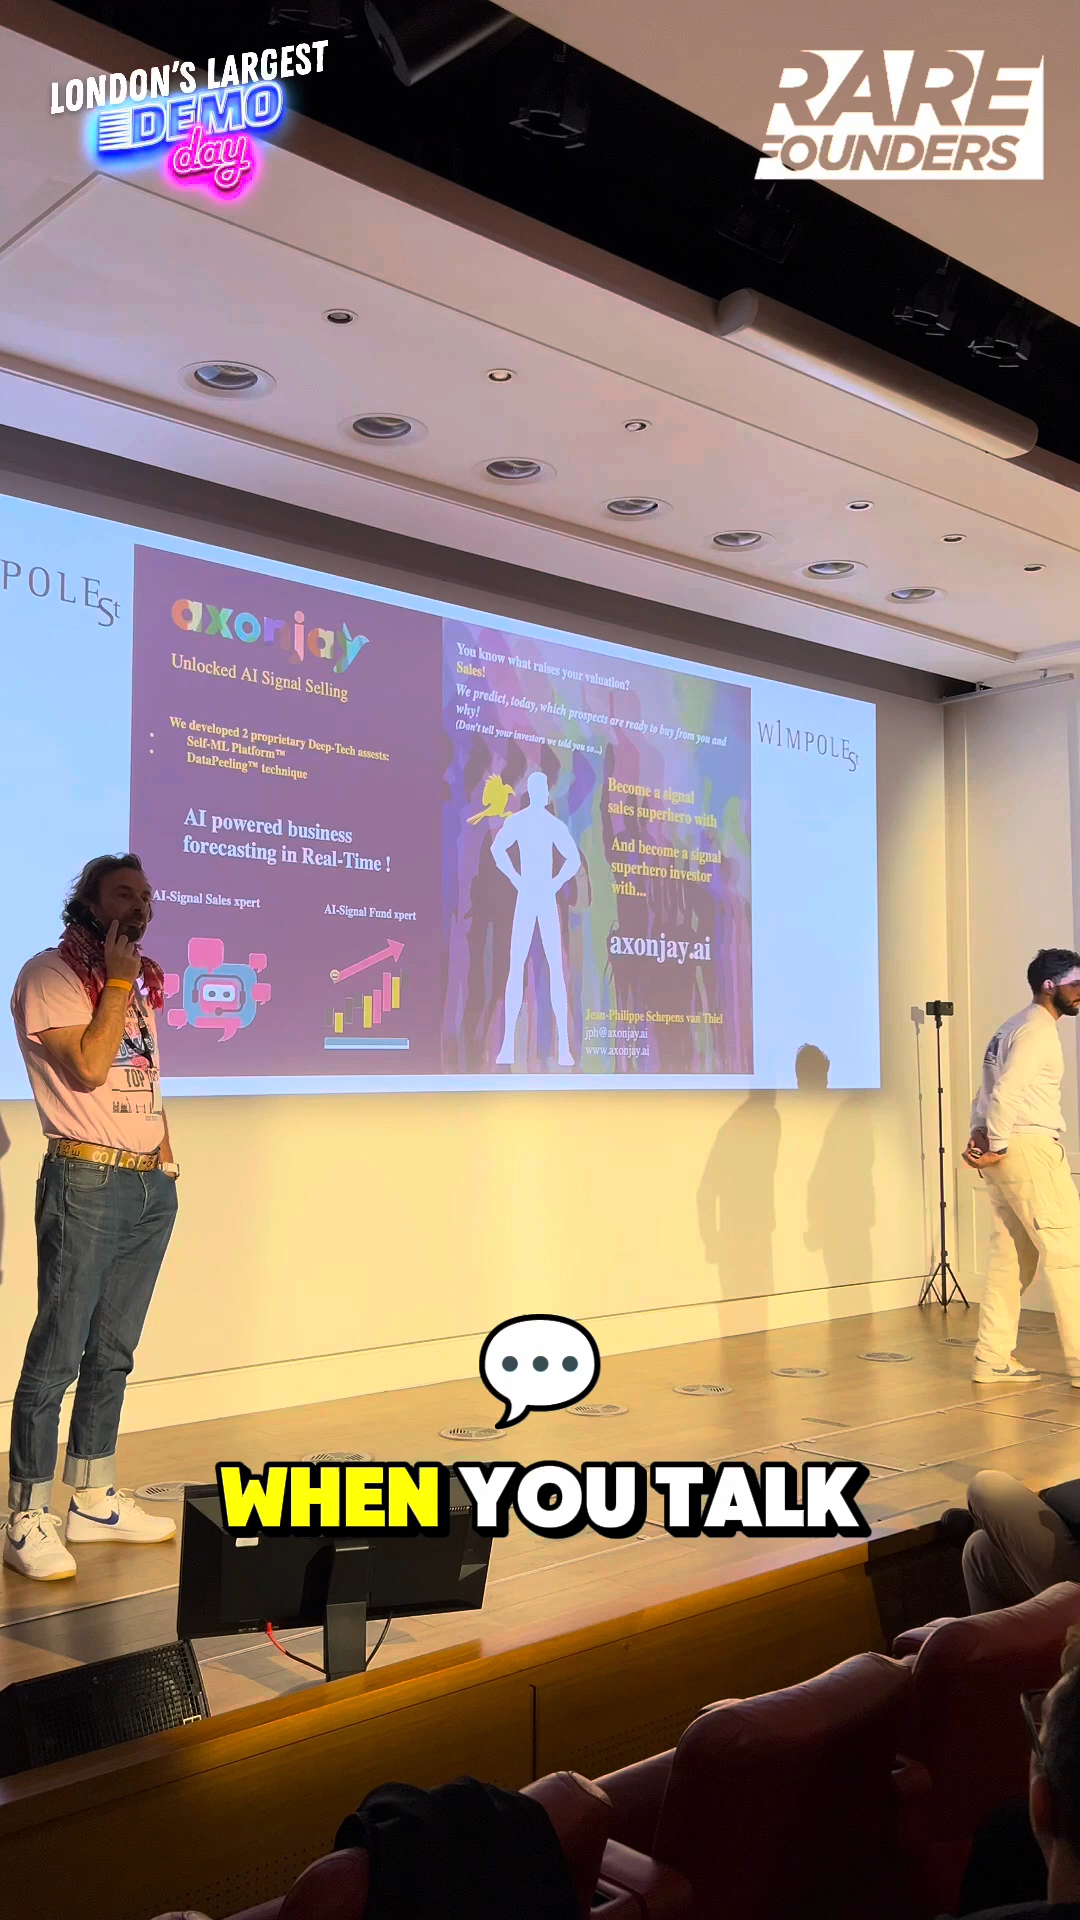 LONDON'S LARGEST
DEMO
day
RARE
FOUNDERS
POLE St
axonjay
Unlocked AI Signal Selling
We developed 2 proprietary Deep-Tech assests:
Self-ML Platform™
DataPeeling™ technique
AI powered business
forecasting in Real-Time !
AI-Signal Sales xpert
AI-Signal Fund xpert
You know what raises your valuation?
Sales!
We predict, today, which prospects are ready to buy from you and
why!
(Don't tell your investors we told you so...)
Become a signal
sales superhero with
And become a signal
superhero investor
with...
axonjay.ai
Jean-Philippe Schepens van Thiel
jph@axonjay.ai
www.axonjay.ai
W1MPOLE St
TOP
WHEN YOU TALK